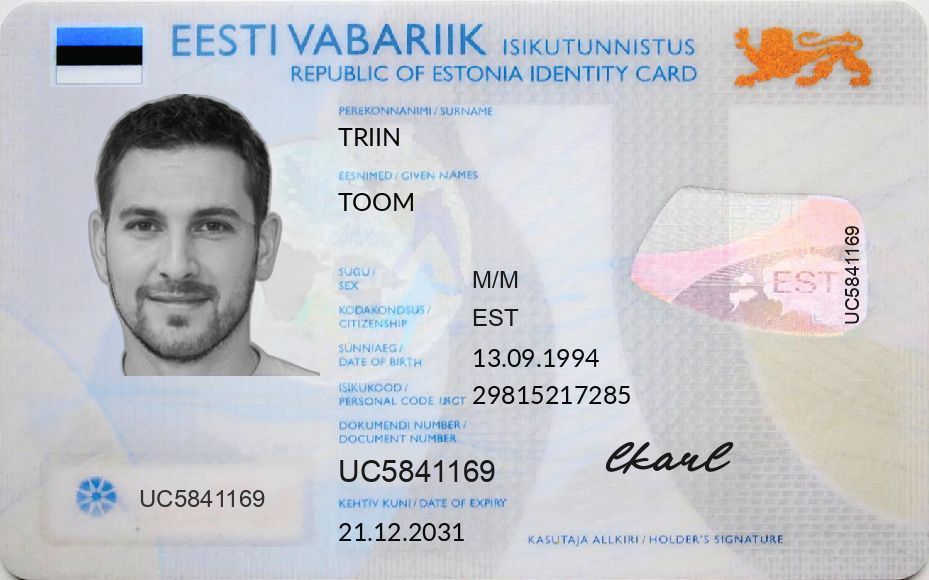 EESTI VABARIIK ISIKUTUNNISTUS
REPUBLIC OF ESTONIA IDENTITY CARD
PEREKONNANIMI / SURNAME
TRIIN
EESNIMED / GIVEN NAMES
TOOM
SUGU /
SEX
M/M
KODAKONDSUS /
CITIZENSHIP
EST
SÜNNIAEG /
DATE OF BIRTH
13.09.1994
ISIKUKOOD /
PERSONAL CODE
29815217285
DOKUMENDI NUMBER /
DOCUMENT NUMBER
UC5841169
KEHTIV KUNI / DATE OF EXPIRY
21.12.2031
UC5841169
EST
UC5841169
KASUTAJA ALLKIRI / HOLDER'S SIGNATURE